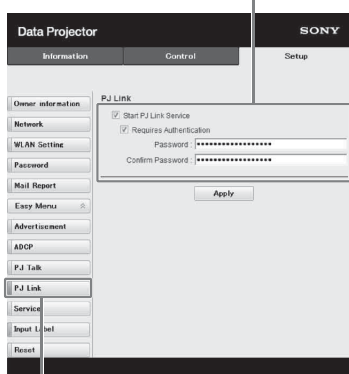 Data Projector
SONY
Information
Control
Setup
Owner information
Network
WLAN Setting
Password
Mail Report
Easy Menu
Advertisement
ADCP
PJ Talk
PJ Link
Service
Input Label
Reset
PJ Link
Start PJ Link Service
Requires Authentication
Password : ••••••••••••••••••
Confirm Password : ••••••••••••••••••
Apply